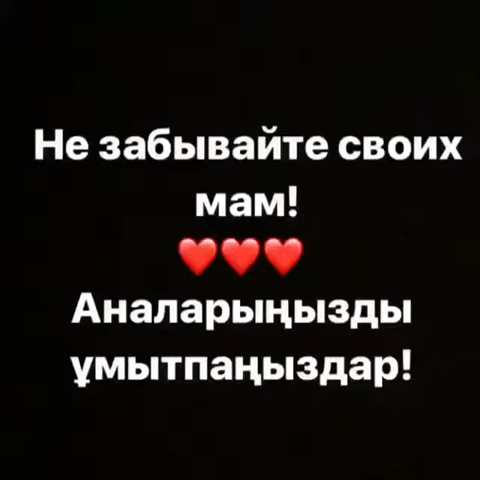 Не забывайте своих
мам!
❤️❤️❤️
Аналарыңызды
ұмытпаңыздар!